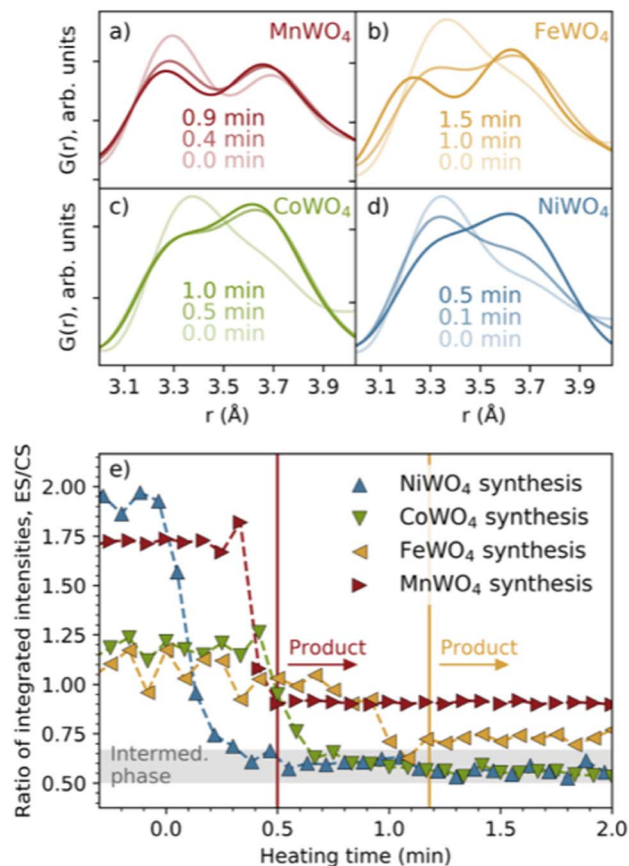 a) MnWO₄
b) FeWO₄
G(r), arb. units
0.9 min
0.4 min
0.0 min
1.5 min
1.0 min
0.0 min
c) CoWO₄
d) NiWO₄
G(r), arb. units
1.0 min
0.5 min
0.0 min
0.5 min
0.1 min
0.0 min
3.1 3.3 3.5 3.7 3.9
3.1 3.3 3.5 3.7 3.9
r (Å)
r (Å)
e)
Ratio of integrated intensities, ES/CS
2.00
1.75
1.50
1.25
1.00
0.75
0.50
NiWO₄ synthesis
CoWO₄ synthesis
FeWO₄ synthesis
MnWO₄ synthesis
Product
Product
Intermed.
phase
0.0 0.5 1.0 1.5 2.0
Heating time (min)